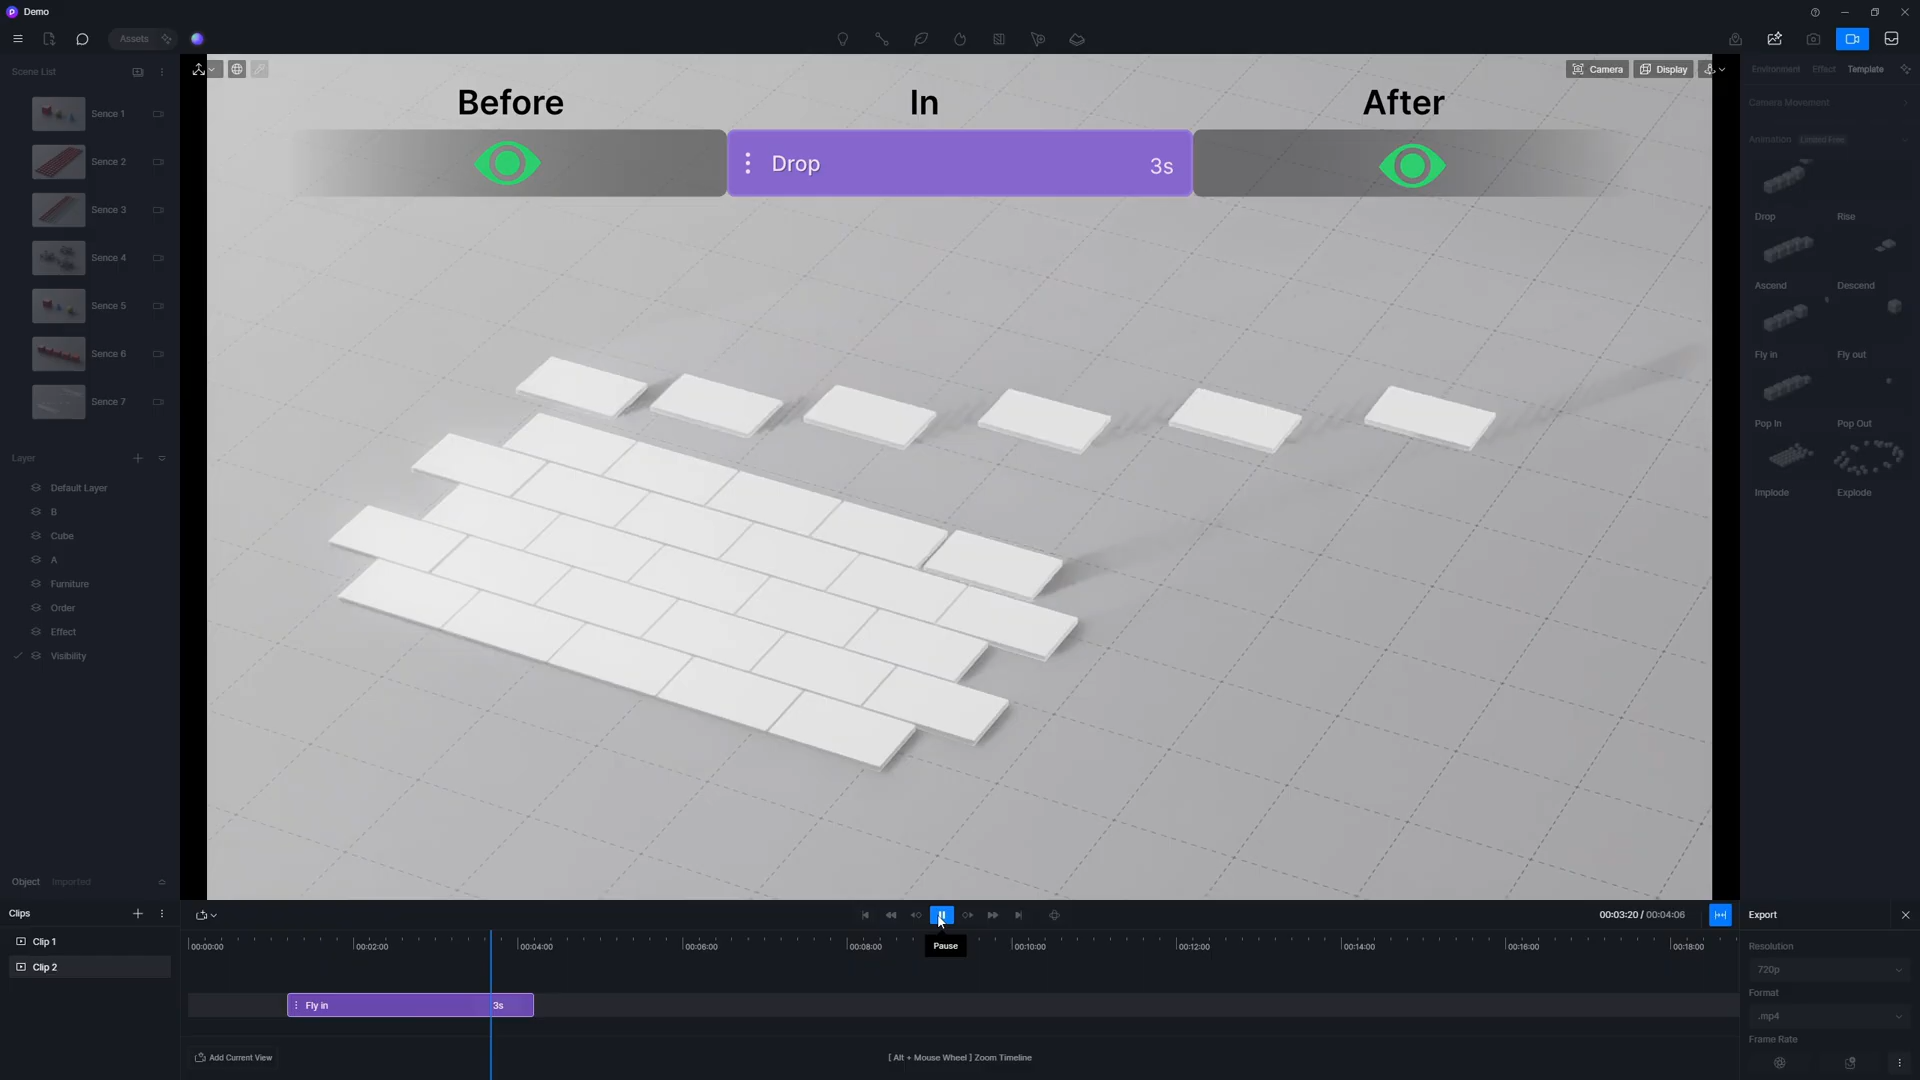 Demo
Assets
Scene List
Sence 1
Sence 2
Sence 3
Sence 4
Sence 5
Sence 6
Sence 7
Layer
Default Layer
B
Cube
A
Furniture
Order
Effect
Visibility
Object Imported
Camera Display
Before In After
Drop 3s
Environment Effect Template
Camera Movement
Animation Limited Free
Drop Rise
Ascend Descend
Fly in Fly out
Pop In Pop Out
Implode Explode
Clips
Clip 1
Clip 2
00:03:20 / 00:04:06
Pause
00:00:00 00:02:00 00:04:00 00:06:00 00:08:00 00:10:00 00:12:00 00:14:00 00:16:00 00:18:00
Fly in 3s
Add Current View
[ Alt + Mouse Wheel ] Zoom Timeline
Export
Resolution
720p
Format
.mp4
Frame Rate